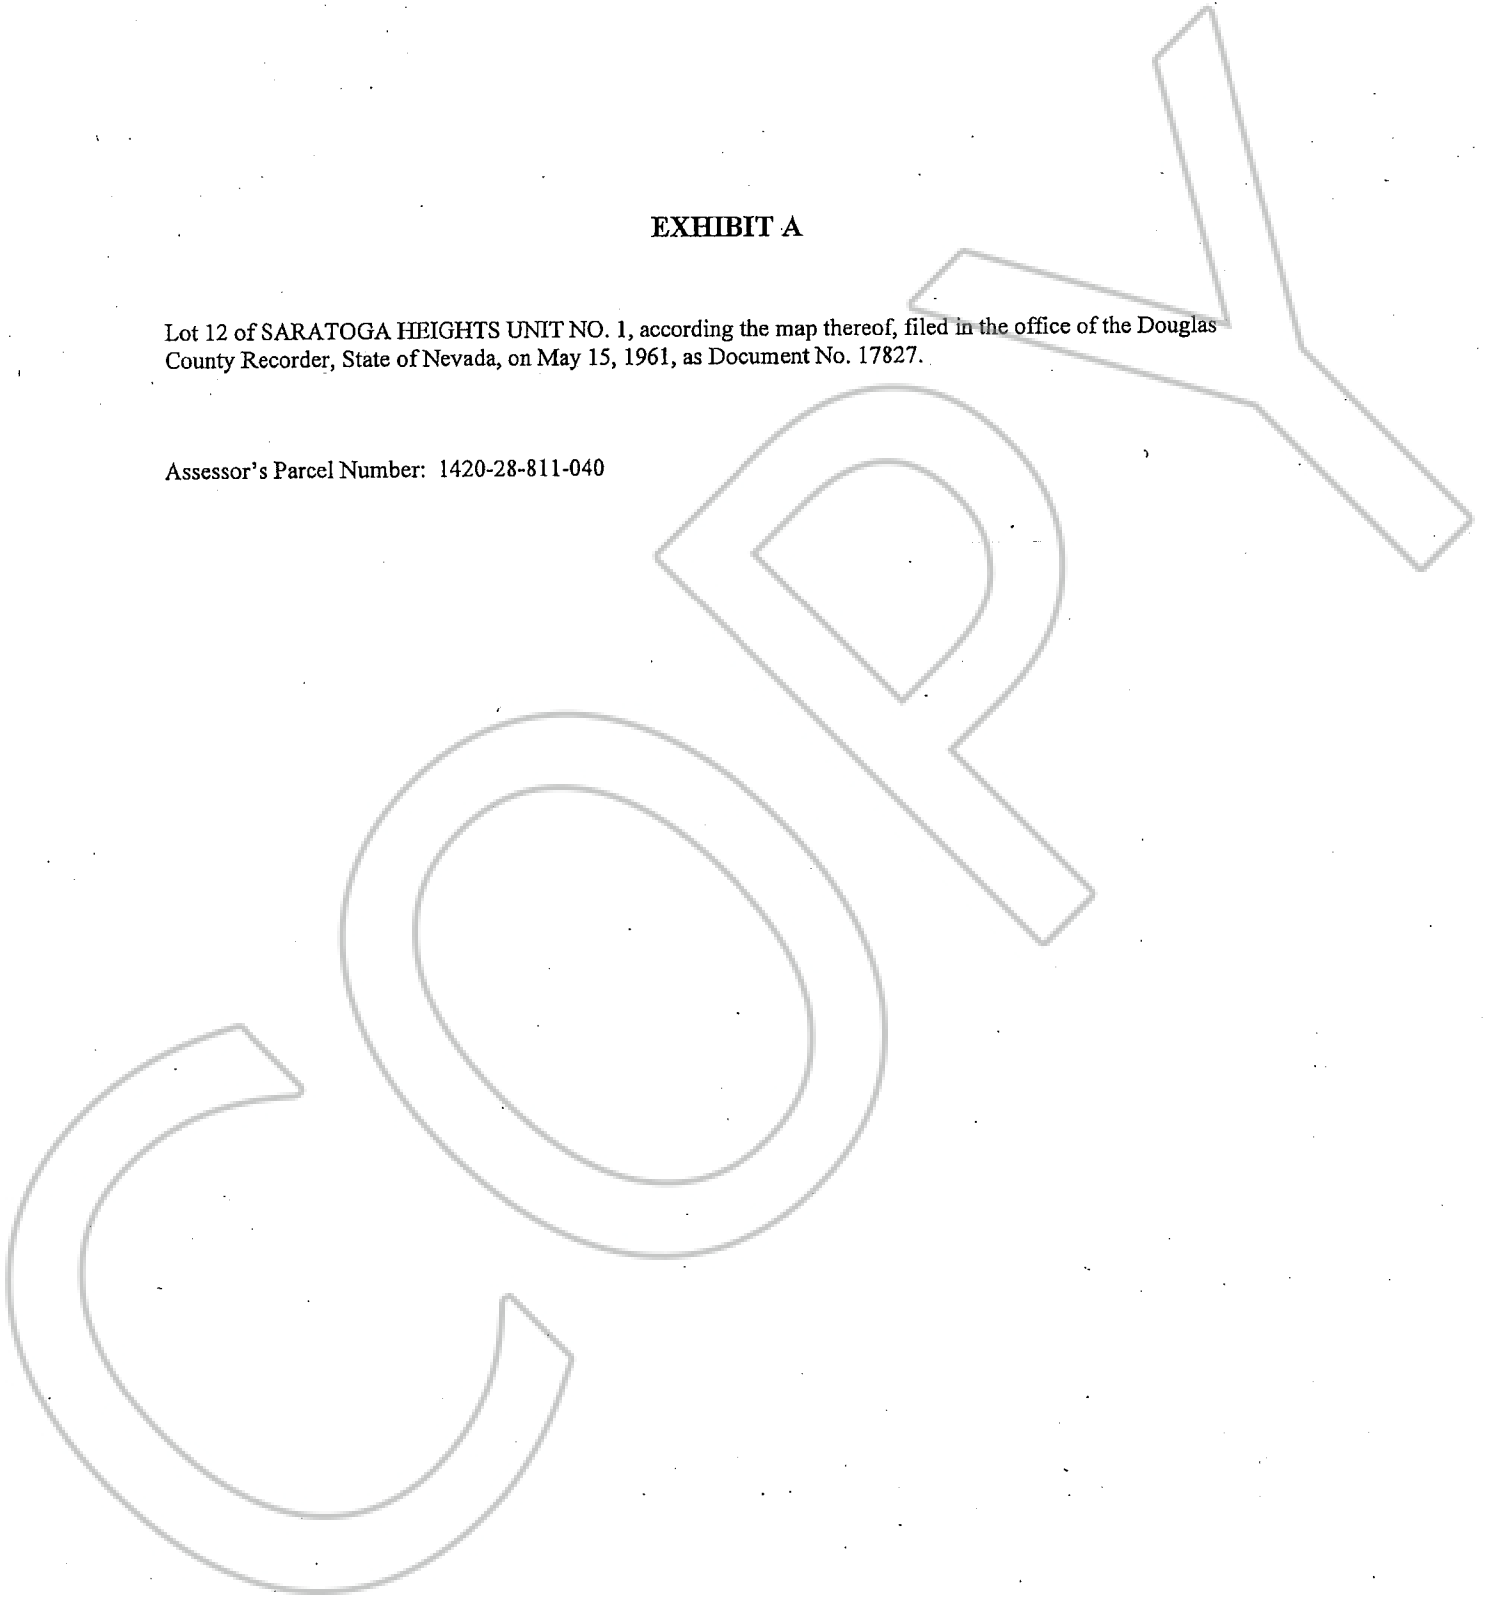 EXHIBIT A
Lot 12 of SARATOGA HEIGHTS UNIT NO. 1, according the map thereof, filed in the office of the Douglas
County Recorder, State of Nevada, on May 15, 1961, as Document No. 17827.
Assessor's Parcel Number: 1420-28-811-040
COPY